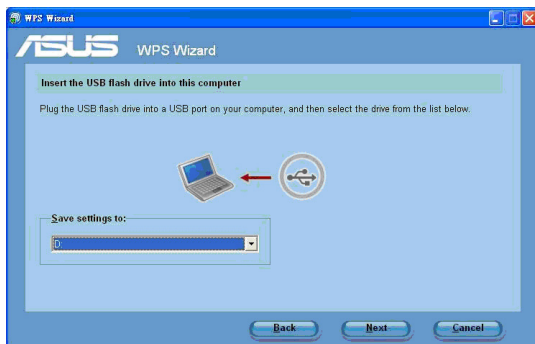 WPS Wizard
ASUS WPS Wizard
Insert the USB flash drive into this computer
Plug the USB flash drive into a USB port on your computer, and then select the drive from the list below.
Save settings to:
D:
Back Next Cancel